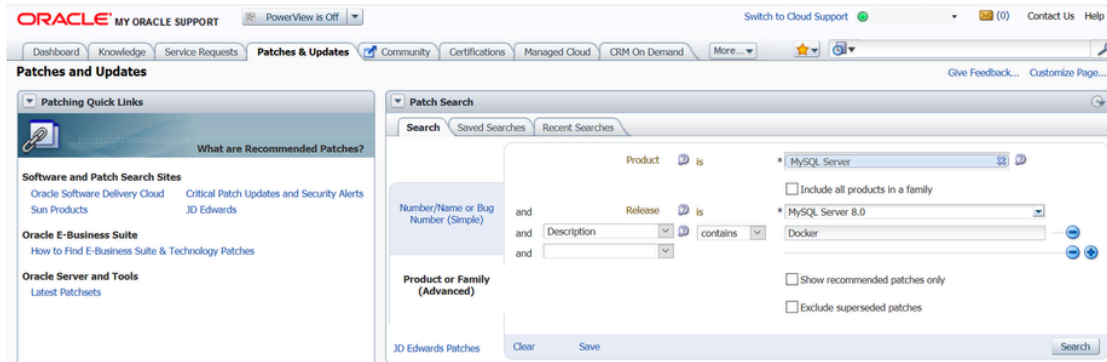 ORACLE MY ORACLE SUPPORT PowerView is Off Switch to Cloud Support (0) Contact Us Help
Dashboard Knowledge Service Requests Patches & Updates Community Certifications Managed Cloud CRM On Demand More...
Patches and Updates Give Feedback... Customize Page...
Patching Quick Links
What are Recommended Patches?
Software and Patch Search Sites
Oracle Software Delivery Cloud Critical Patch Updates and Security Alerts
Sun Products JD Edwards
Oracle E-Business Suite
How to Find E-Business Suite & Technology Patches
Oracle Server and Tools
Latest Patchsets
Patch Search
Search Saved Searches Recent Searches
Number/Name or Bug
Number (Simple)
Product or Family
(Advanced)
JD Edwards Patches
Product is * MySQL Server
Include all products in a family
and Release is * MySQL Server 8.0
and Description contains Docker
and
Show recommended patches only
Exclude superseded patches
Clear Save Search